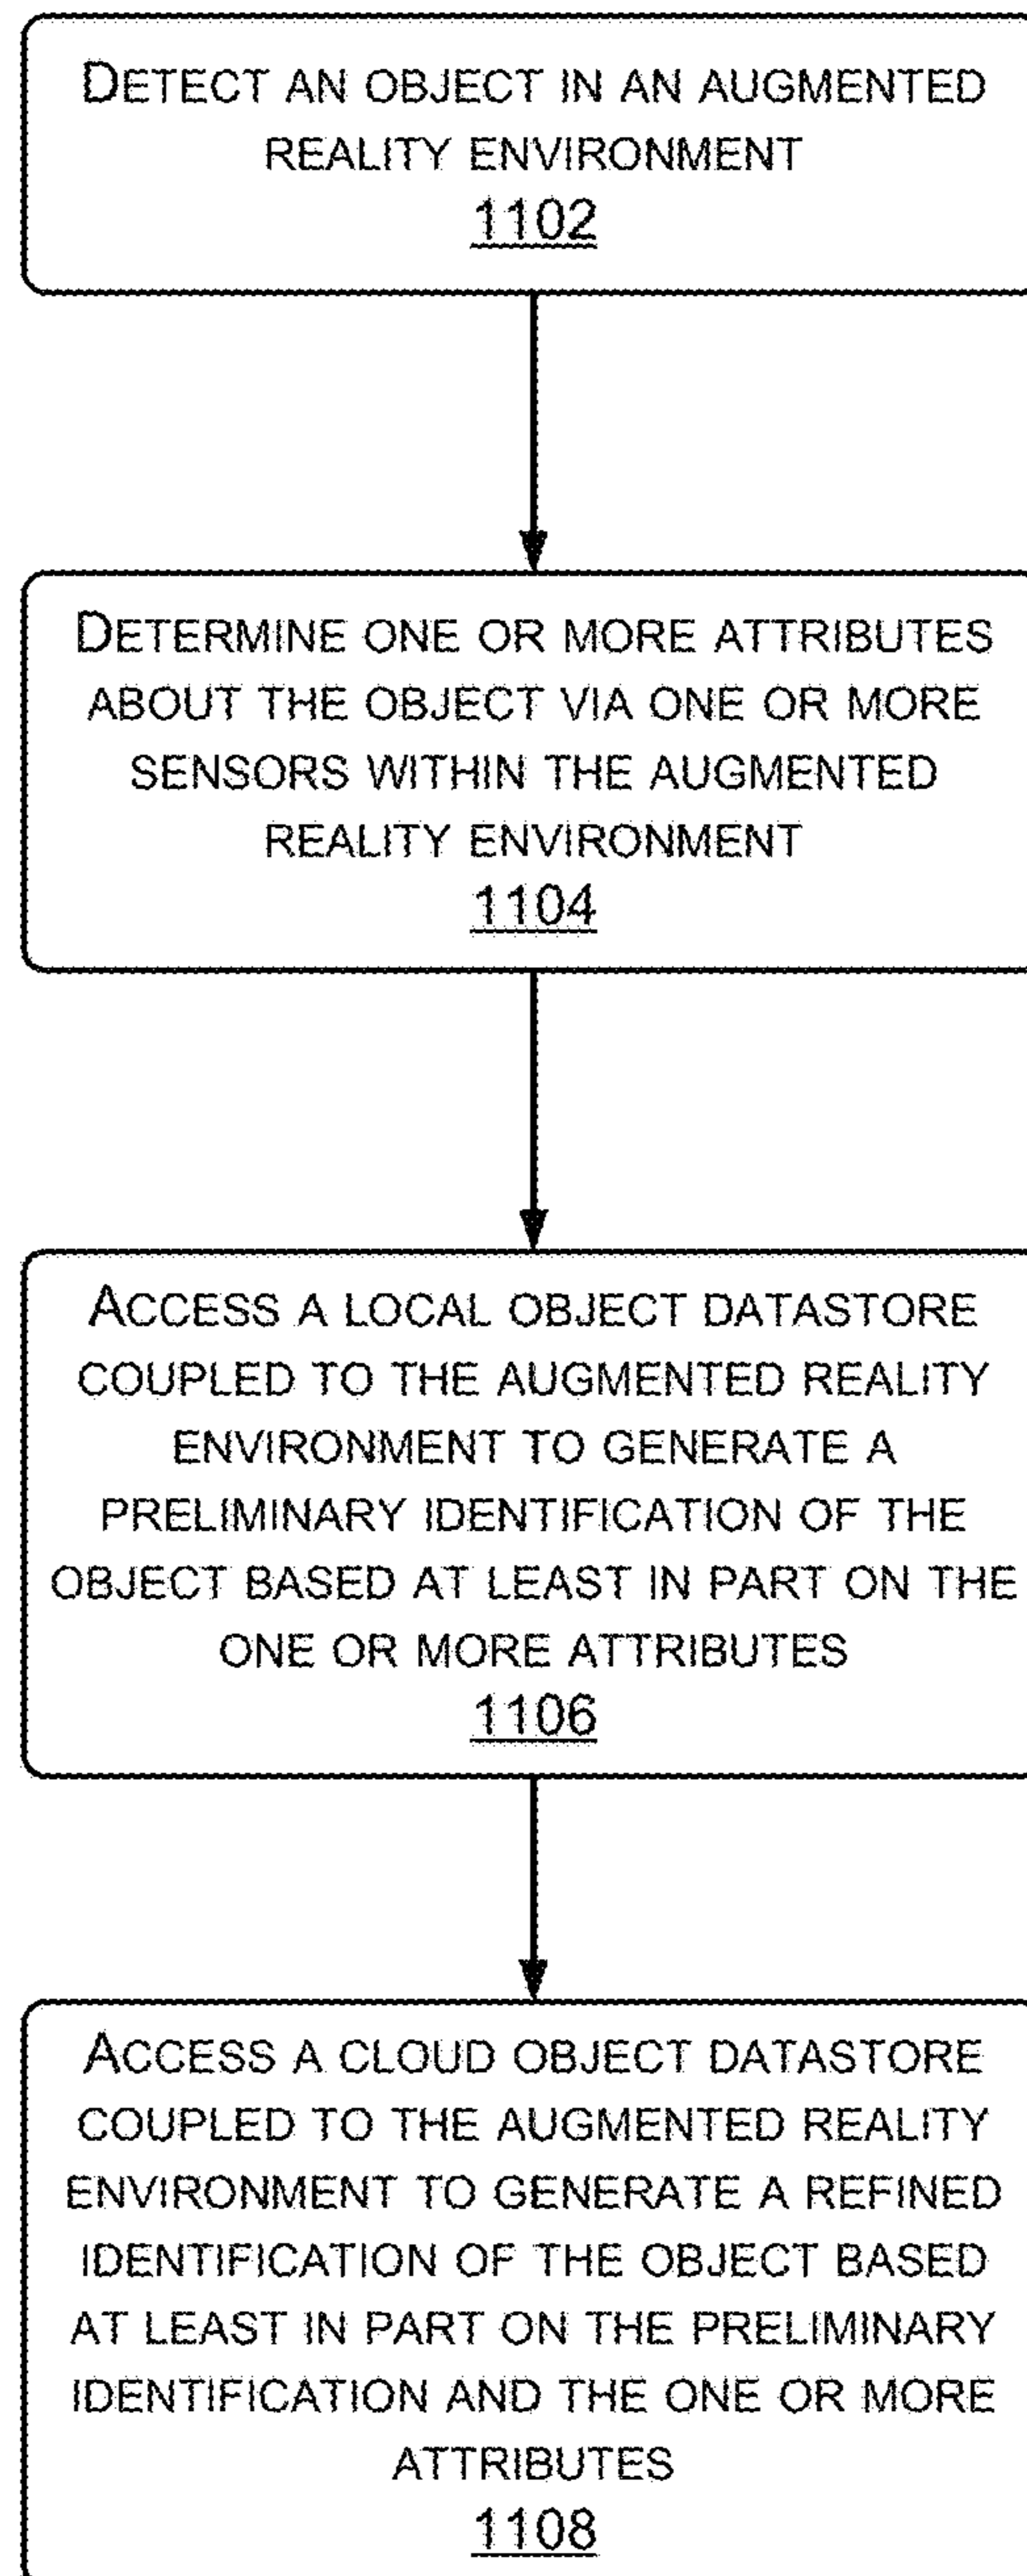 DETECT AN OBJECT IN AN AUGMENTED
REALITY ENVIRONMENT
1102
DETERMINE ONE OR MORE ATTRIBUTES
ABOUT THE OBJECT VIA ONE OR MORE
SENSORS WITHIN THE AUGMENTED
REALITY ENVIRONMENT
1104
ACCESS A LOCAL OBJECT DATASTORE
COUPLED TO THE AUGMENTED REALITY
ENVIRONMENT TO GENERATE A
PRELIMINARY IDENTIFICATION OF THE
OBJECT BASED AT LEAST IN PART ON THE
ONE OR MORE ATTRIBUTES
1106
ACCESS A CLOUD OBJECT DATASTORE
COUPLED TO THE AUGMENTED REALITY
ENVIRONMENT TO GENERATE A REFINED
IDENTIFICATION OF THE OBJECT BASED
AT LEAST IN PART ON THE PRELIMINARY
IDENTIFICATION AND THE ONE OR MORE
ATTRIBUTES
1108